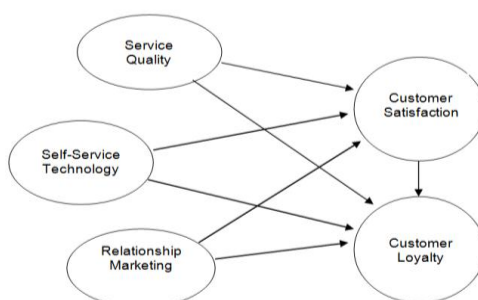 Service
Quality
Customer
Satisfaction
Self-Service
Technology
Relationship
Marketing
Customer
Loyalty